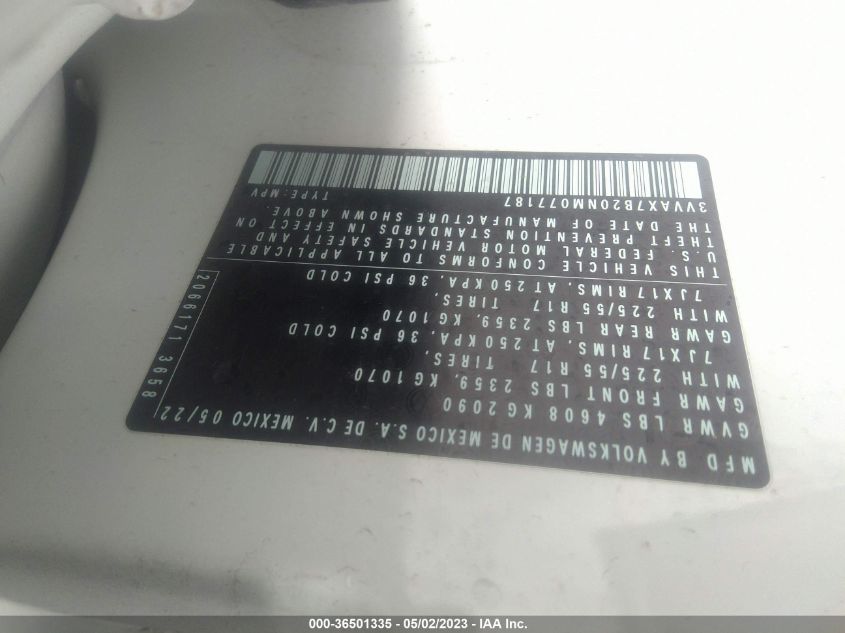 MFD BY VOLKSWAGEN DE MEXICO S.A. DE C.V. MEXICO 05/22
GVWR LBS 4608 KG 2090
GAWR FRONT LBS 2359, KG 1070
WITH 225/55 R17 TIRES,
7JX17 RIMS, AT 250 KPA, 36 PSI COLD
GAWR REAR LBS 2359, KG 1070
WITH 225/55 R17 TIRES,
7JX17 RIMS, AT 250 KPA, 36 PSI COLD
THIS VEHICLE CONFORMS TO ALL APPLICABLE
U.S. FEDERAL MOTOR VEHICLE SAFETY AND
THEFT PREVENTION STANDARDS IN EFFECT ON
THE DATE OF MANUFACTURE SHOWN ABOVE.
3VVAX7B20NM077187 TYPE: MPV
2066171.3658
000-36501335 - 05/02/2023 - IAA Inc.